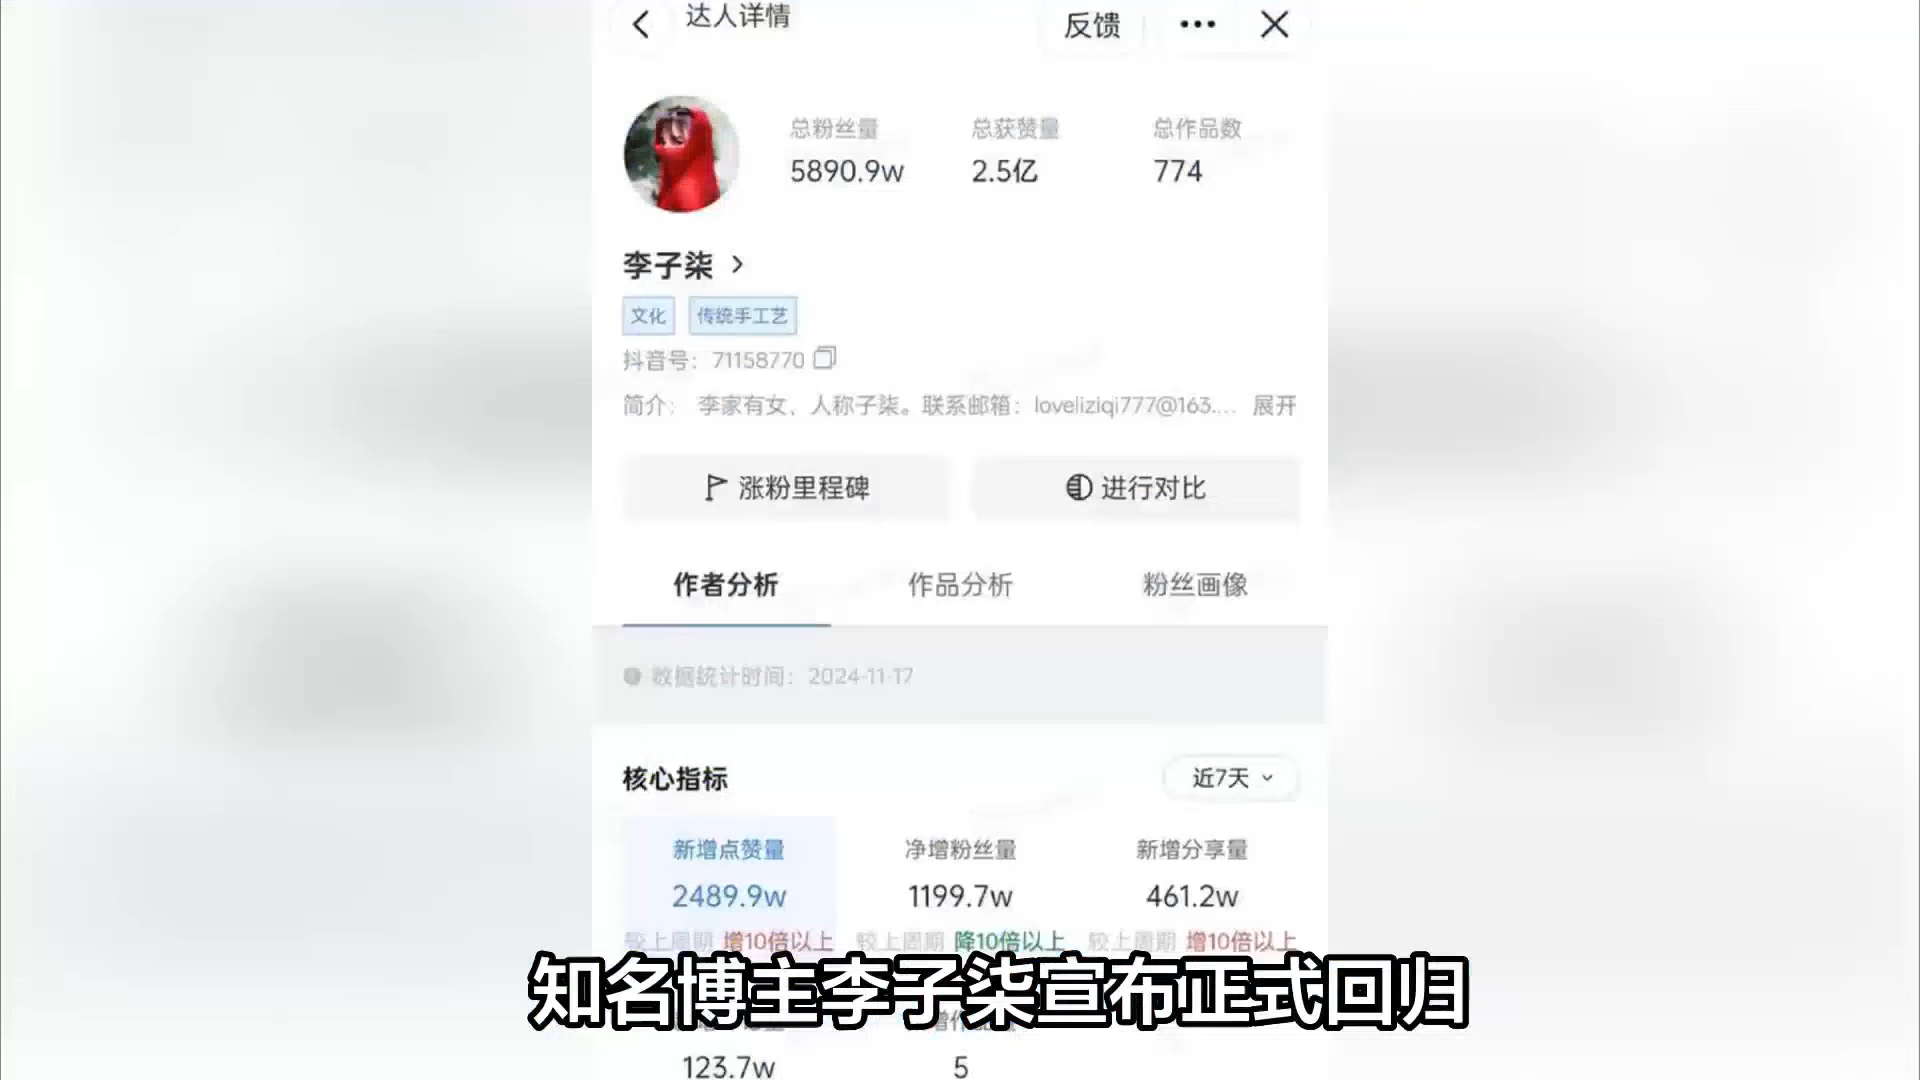 达人详情
反馈
总粉丝量 总获赞量 总作品数
5890.9w 2.5亿 774
李子柒
文化 传统手工艺
抖音号：71158770
简介： 李家有女，人称子柒。联系邮箱：loveliziqi777@163.... 展开
涨粉里程碑 进行对比
作者分析 作品分析 粉丝画像
数据统计时间：2024-11-17
核心指标 近7天
新增点赞量 净增粉丝量 新增分享量
2489.9w 1199.7w 461.2w
较上周期 增10倍以上 较上周期 降10倍以上 较上周期 增10倍以上
知名博主李子柒宣布正式回归
123.7w 5